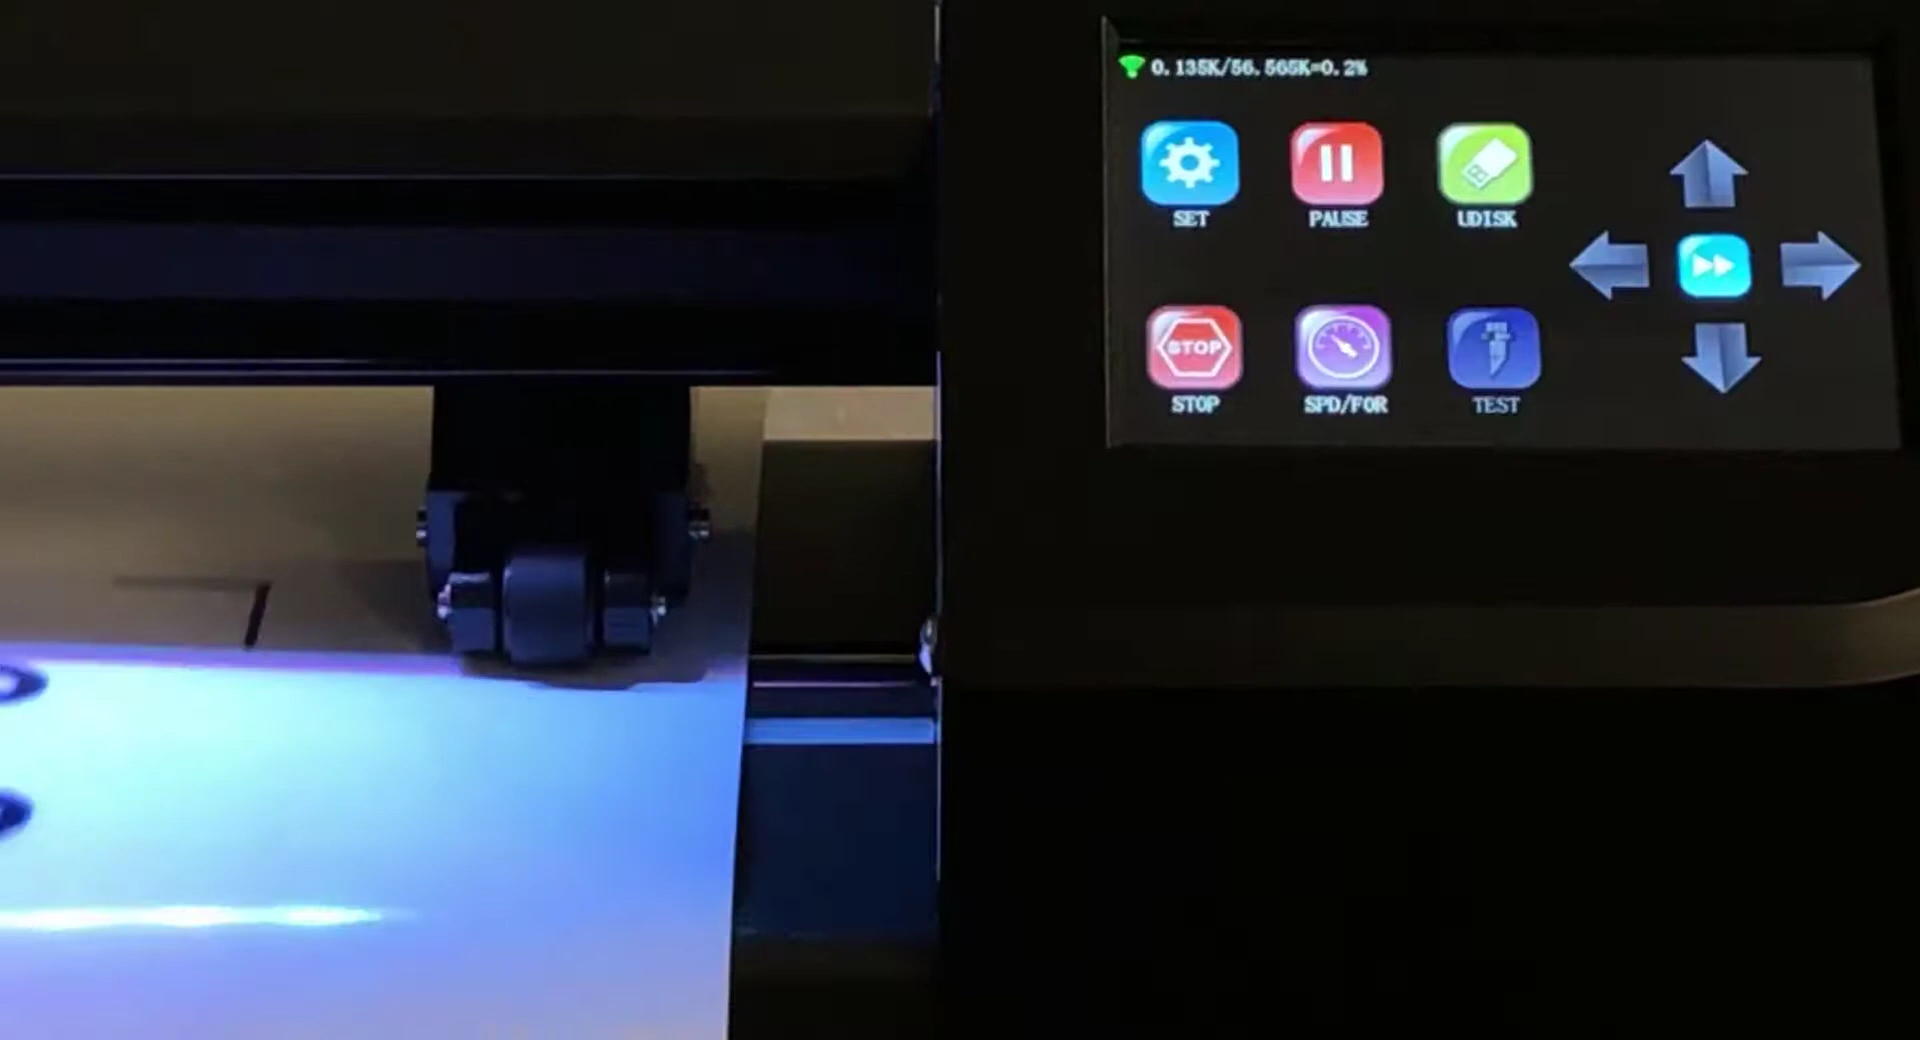 0.135K/56.565K=0.2%
SET PAUSE UDISK
STOP
STOP SPD/FOR TEST